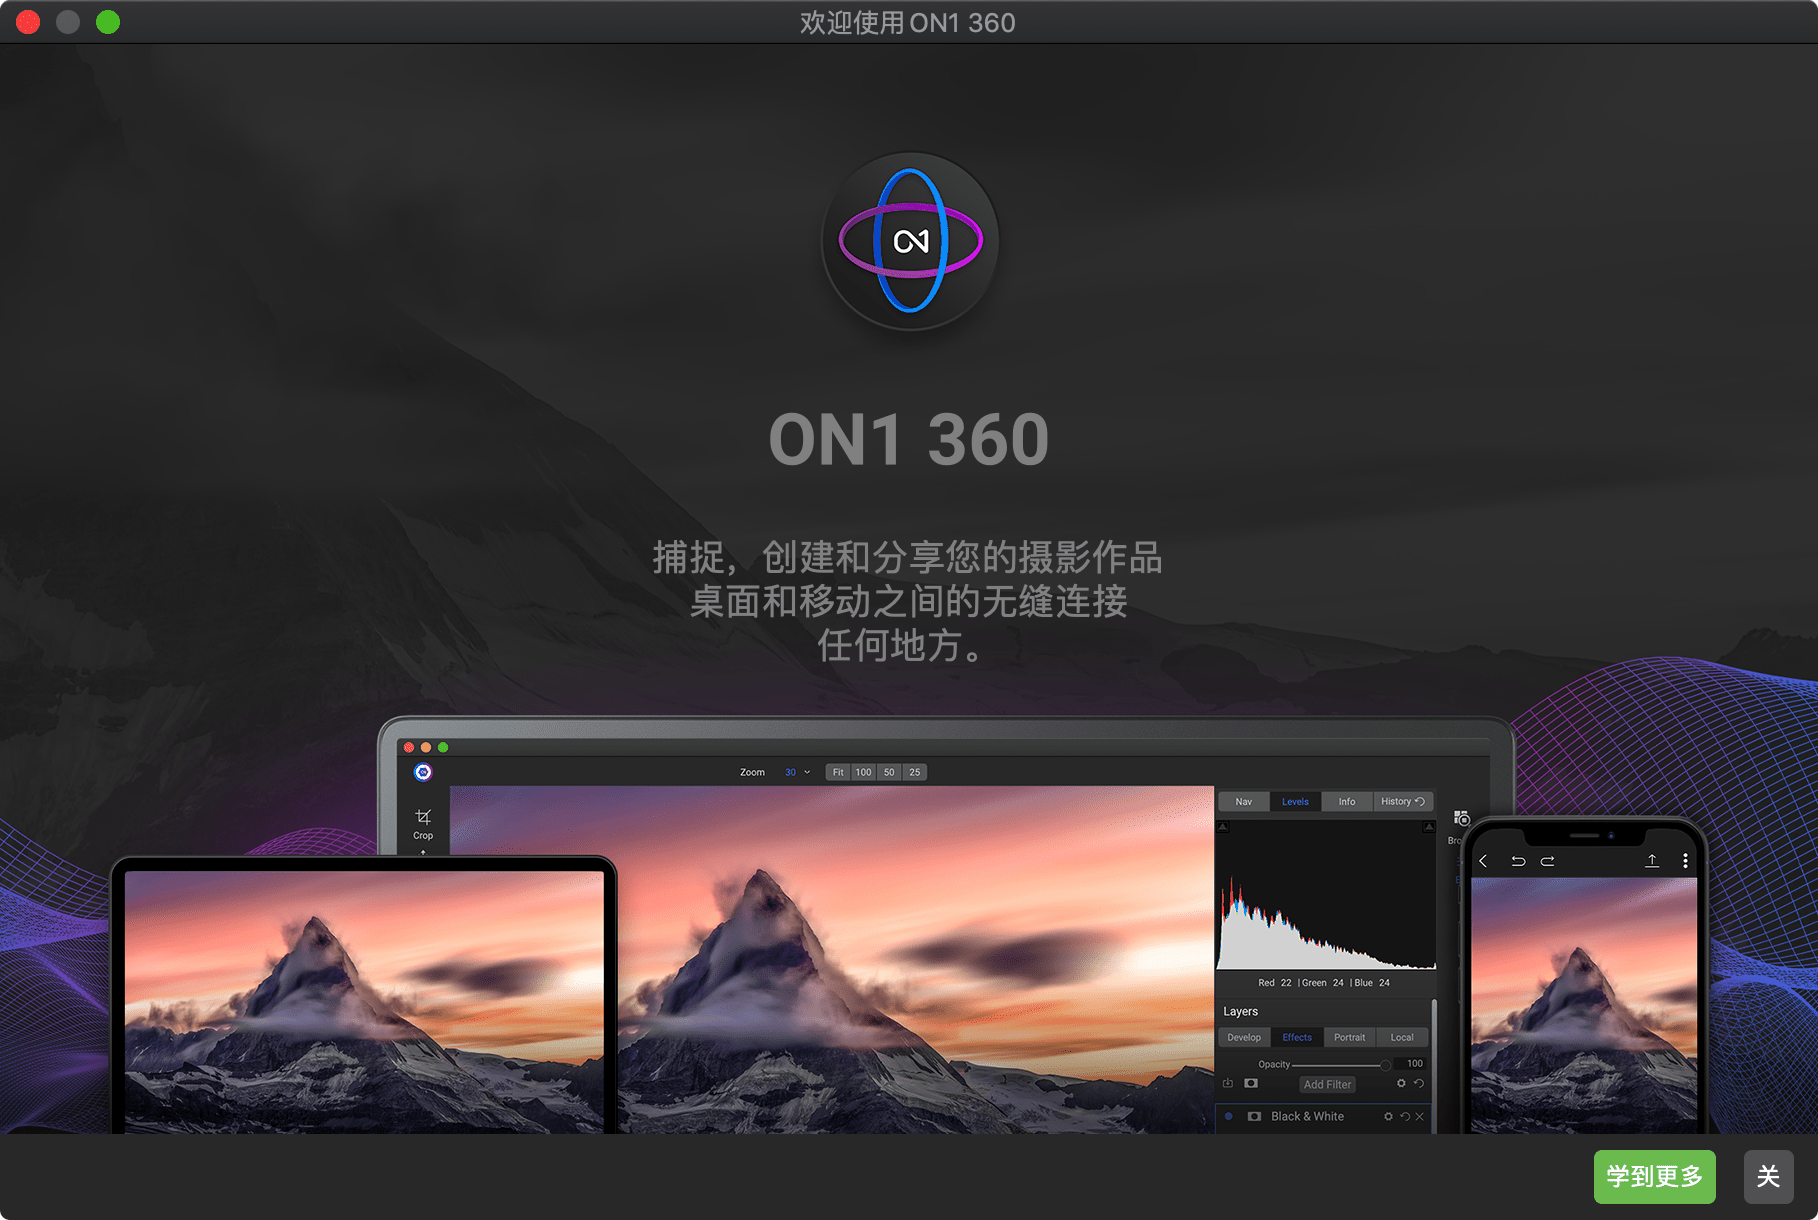 欢迎使用ON1 360
ON1
ON1 360
捕捉，创建和分享您的摄影作品
桌面和移动之间的无缝连接
任何地方。
Zoom 30 Fit 100 50 25
Crop
Nav Levels Info History
Red 22 | Green 24 | Blue 24
Layers
Develop Effects Portrait Local
Opacity 100
Add Filter
Black & White
学到更多 关